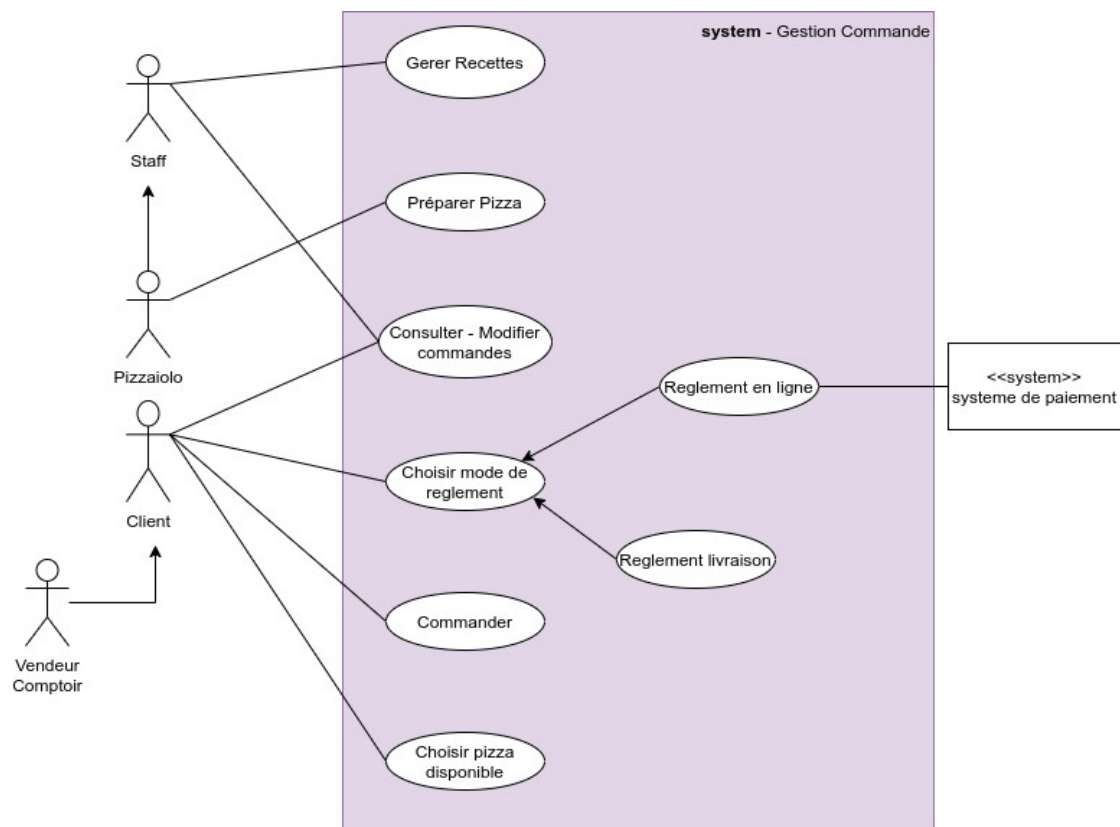 system - Gestion Commande
Gerer Recettes
Staff
Préparer Pizza
Pizzaiolo
Consulter - Modifier
commandes
Reglement en ligne
<<system>>
systeme de paiement
Choisir mode de
reglement
Client
Reglement livraison
Commander
Vendeur
Comptoir
Choisir pizza
disponible